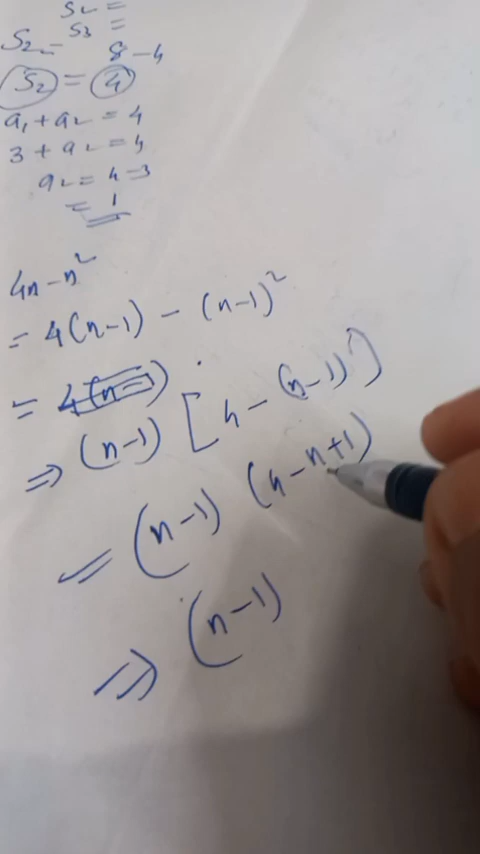 S₂ =
S₃ =
S₂ -
8 - 4
S₂ = 4
a₁ + a₂ = 4
3 + a₂ = 4
a₂ = 4 - 3
= 1
4n - n²
= 4(n-1) - (n-1)²
= 4(n-1)
⇒ (n-1) [4 - (n-1)]
= (n-1) (4-n+1)
⇒ (n-1)